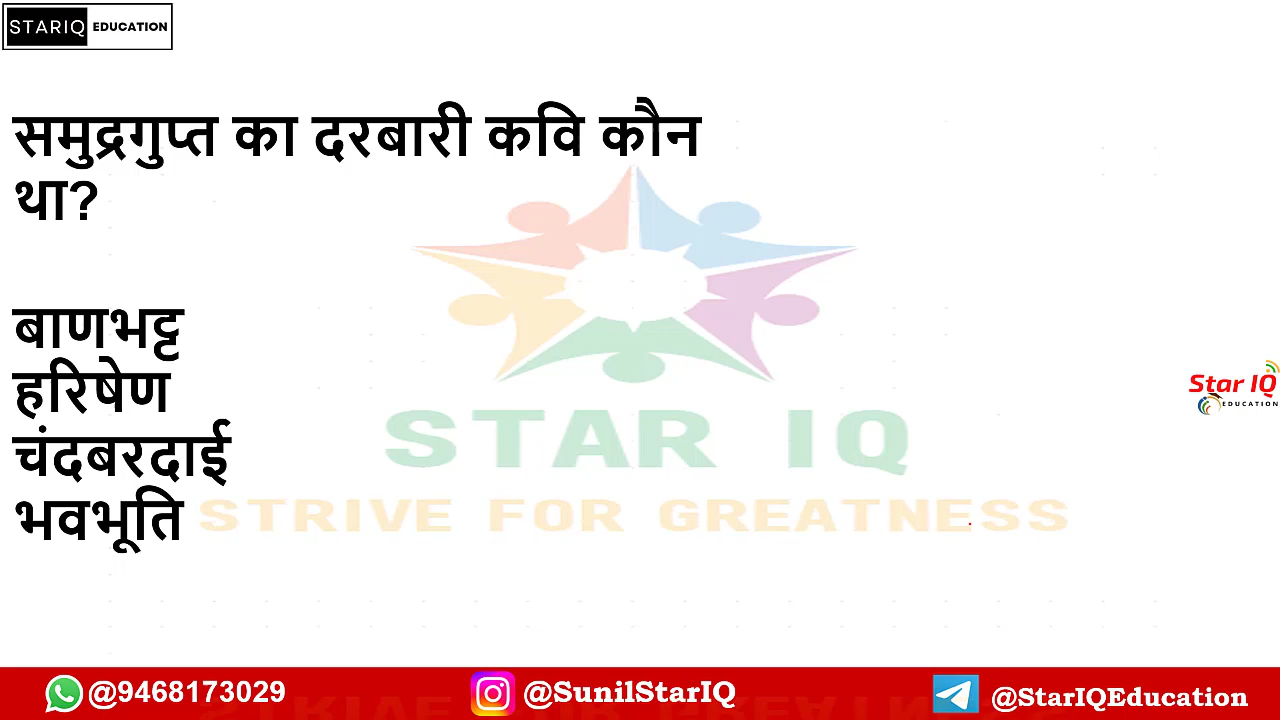 STARIQ EDUCATION
समुद्रगुप्त का दरबारी कवि कौन
था?
बाणभट्ट
हरिषेण
चंदबरदाई
भवभूति
STAR IQ
STRIVE FOR GREATNESS
Star IQ
EDUCATION
@9468173029 @SunilStarIQ @StarIQEducation